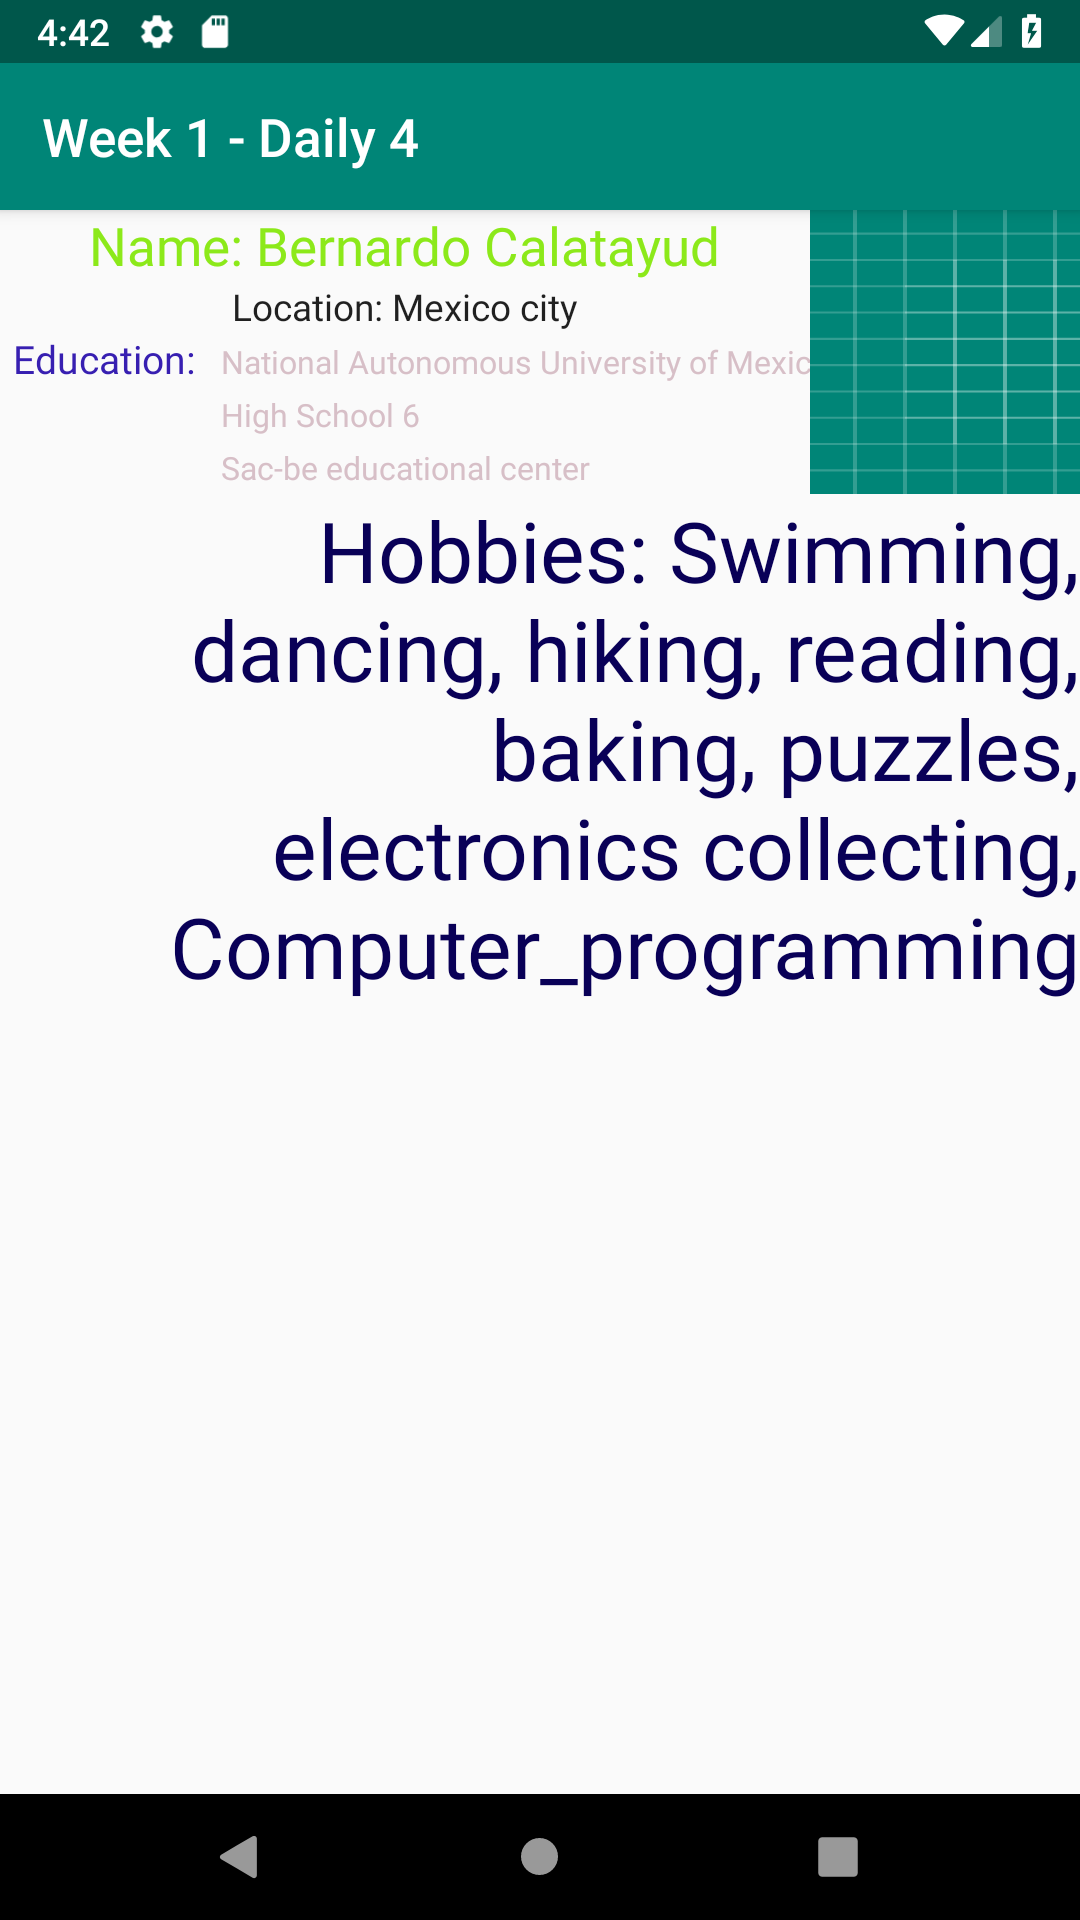 4:42
Week 1 - Daily 4
Name: Bernardo Calatayud
Location: Mexico city
Education: National Autonomous University of Mexic
High School 6
Sac-be educational center
Hobbies: Swimming,
dancing, hiking, reading,
baking, puzzles,
electronics collecting,
Computer_programming